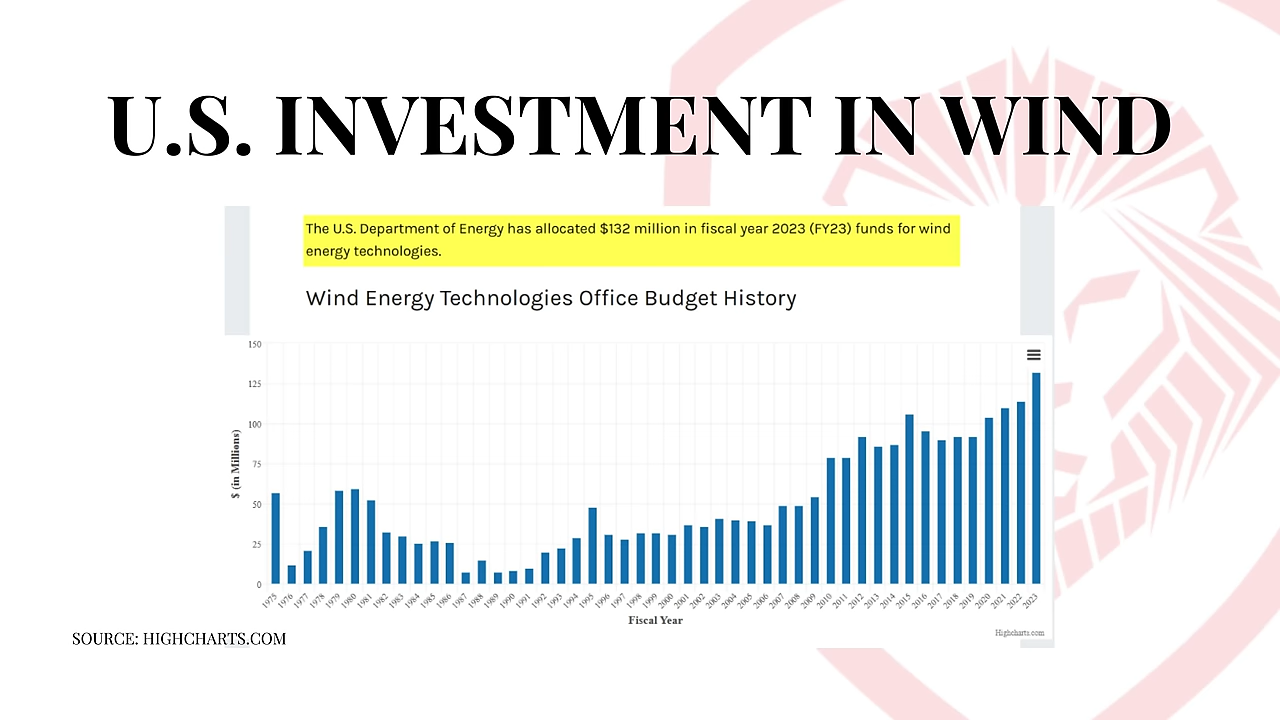 U.S. INVESTMENT IN WIND
The U.S. Department of Energy has allocated $132 million in fiscal year 2023 (FY23) funds for wind
energy technologies.
Wind Energy Technologies Office Budget History
150
125
100
75
50
25
0
$ (in Millions)
1975 1976 1977 1978 1979 1980 1981 1982 1983 1984 1985 1986 1987 1988 1989 1990 1991 1992 1993 1994 1995 1996 1997 1998 1999 2000 2001 2002 2003 2004 2005 2006 2007 2008 2009 2010 2011 2012 2013 2014 2015 2016 2017 2018 2019 2020 2021 2022 2023
Fiscal Year
Highcharts.com
SOURCE: HIGHCHARTS.COM